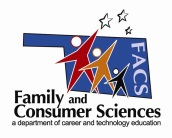 FACS
Family and
Consumer Sciences
a department of career and technology education